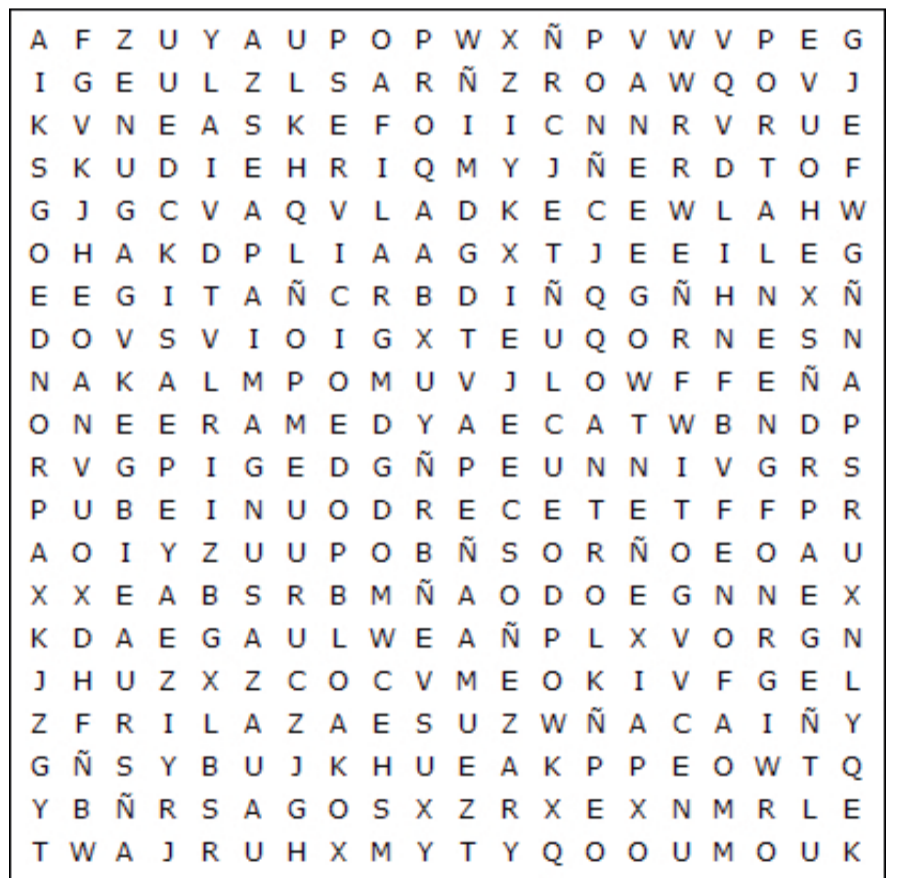 A F Z U Y A U P O P W X Ñ P V W V P E G
I G E U L Z L S A R Ñ Z R O A W Q O V J
K V N E A S K E F O I I C N N R V R U E
S K U D I E H R I Q M Y J Ñ E R D T O F
G J G C V A Q V L A D K E C E W L A H W
O H A K D P L I A A G X T J E E I L E G
E E G I T A Ñ C R B D I Ñ Q G Ñ H N X Ñ
D O V S V I O I G X T E U Q O R N E S N
N A K A L M P O M U V J L O W F F E Ñ A
O N E E R A M E D Y A E C A T W B N D P
R V G P I G E D G Ñ P E U N N I V G R S
P U B E I N U O D R E C E T E T F F P R
A O I Y Z U U P O B Ñ S O R Ñ O E O A U
X X E A B S R B M Ñ A O D O E G N N E X
K D A E G A U L W E A Ñ P L X V O R G N
J H U Z X Z C O C V M E O K I V F G E L
Z F R I L A Z A E S U Z W Ñ A C A I Ñ Y
G Ñ S Y B U J K H U E A K P P E O W T Q
Y B Ñ R S A G O S X Z R X E X N M R L E
T W A J R U H X M Y T Y Q O O U M O U K